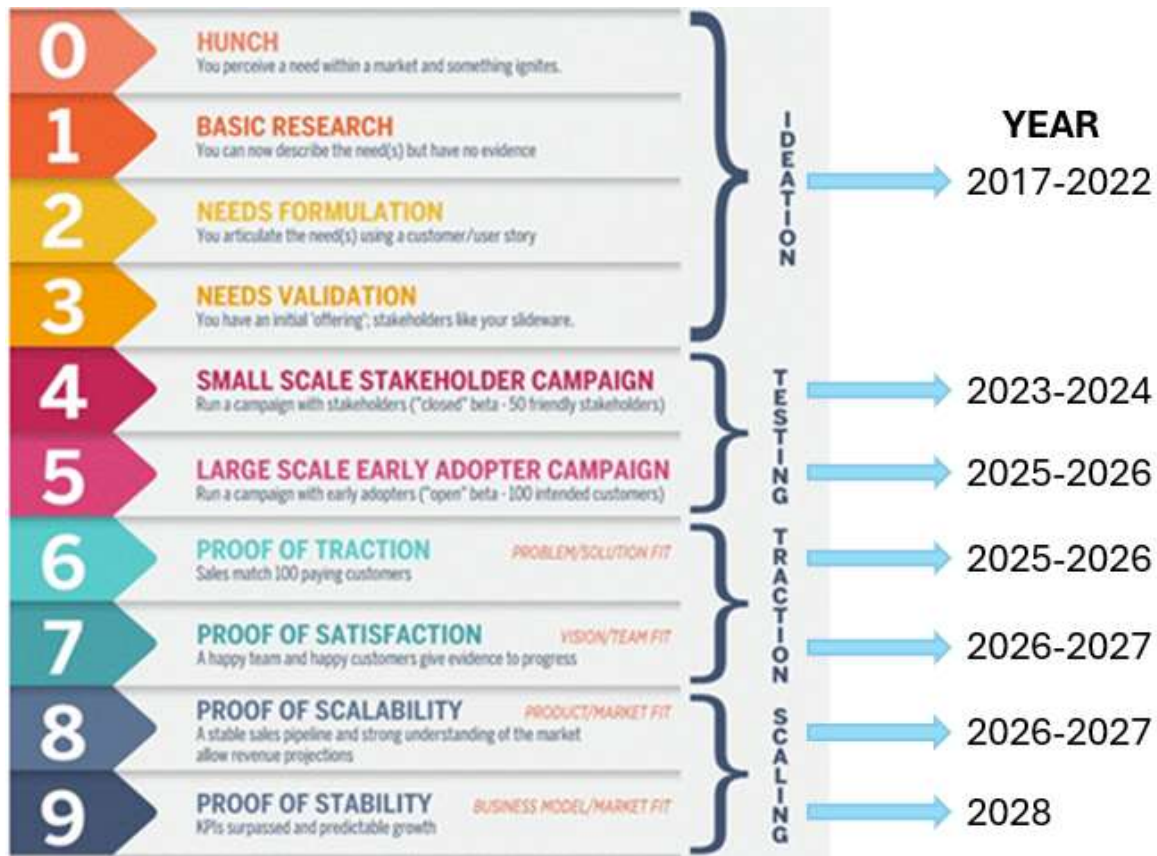 0
HUNCH
You perceive a need within a market and something ignites.
1
BASIC RESEARCH
You can now describe the need(s) but have no evidence
2
NEEDS FORMULATION
You articulate the need(s) using a customer/user story
3
NEEDS VALIDATION
You have an initial 'offering'; stakeholders like your slideware.
IDEATION
YEAR
2017-2022
4
SMALL SCALE STAKEHOLDER CAMPAIGN
Run a campaign with stakeholders ("closed" beta - 50 friendly stakeholders)
2023-2024
5
LARGE SCALE EARLY ADOPTER CAMPAIGN
Run a campaign with early adopters ("open" beta - 100 intended customers)
TESTING
2025-2026
6
PROOF OF TRACTION PROBLEM/SOLUTION FIT
Sales match 100 paying customers
2025-2026
7
PROOF OF SATISFACTION VISION/TEAM FIT
A happy team and happy customers give evidence to progress
TRACTION
2026-2027
8
PROOF OF SCALABILITY PRODUCT/MARKET FIT
A stable sales pipeline and strong understanding of the market
allow revenue projections
2026-2027
9
PROOF OF STABILITY BUSINESS MODEL/MARKET FIT
KPIs surpassed and predictable growth
SCALING
2028